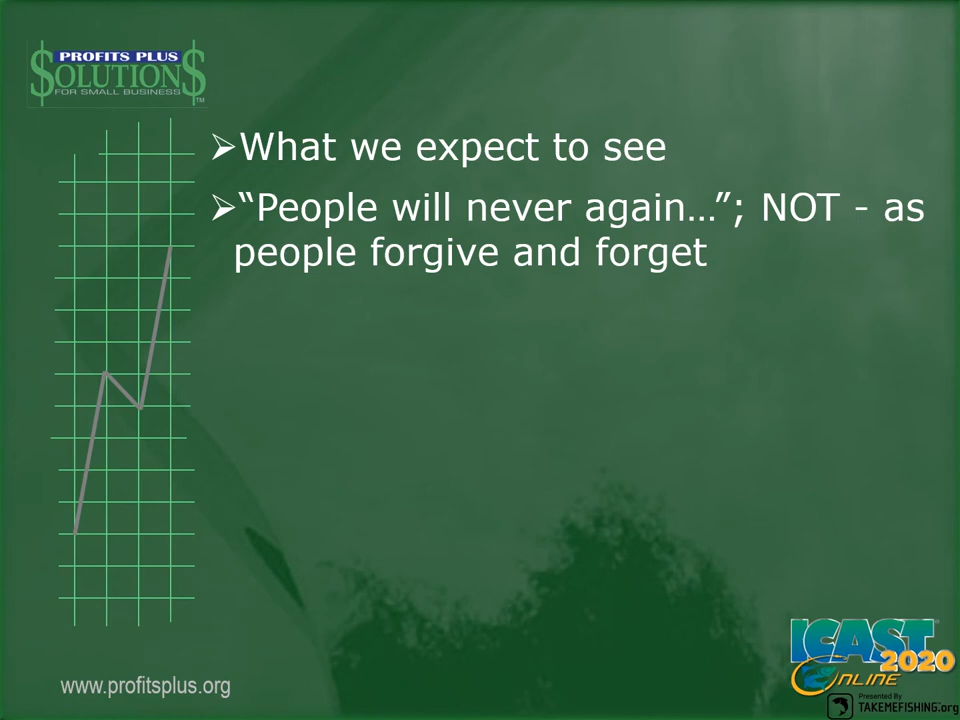 PROFITS PLUS
$OLUTION$
FOR SMALL BUSINESS TM
➢What we expect to see
➢“People will never again…”; NOT - as
people forgive and forget
ICAST
2020
ONLINE
Presented By
TAKEMEFISHING.org
www.profitsplus.org